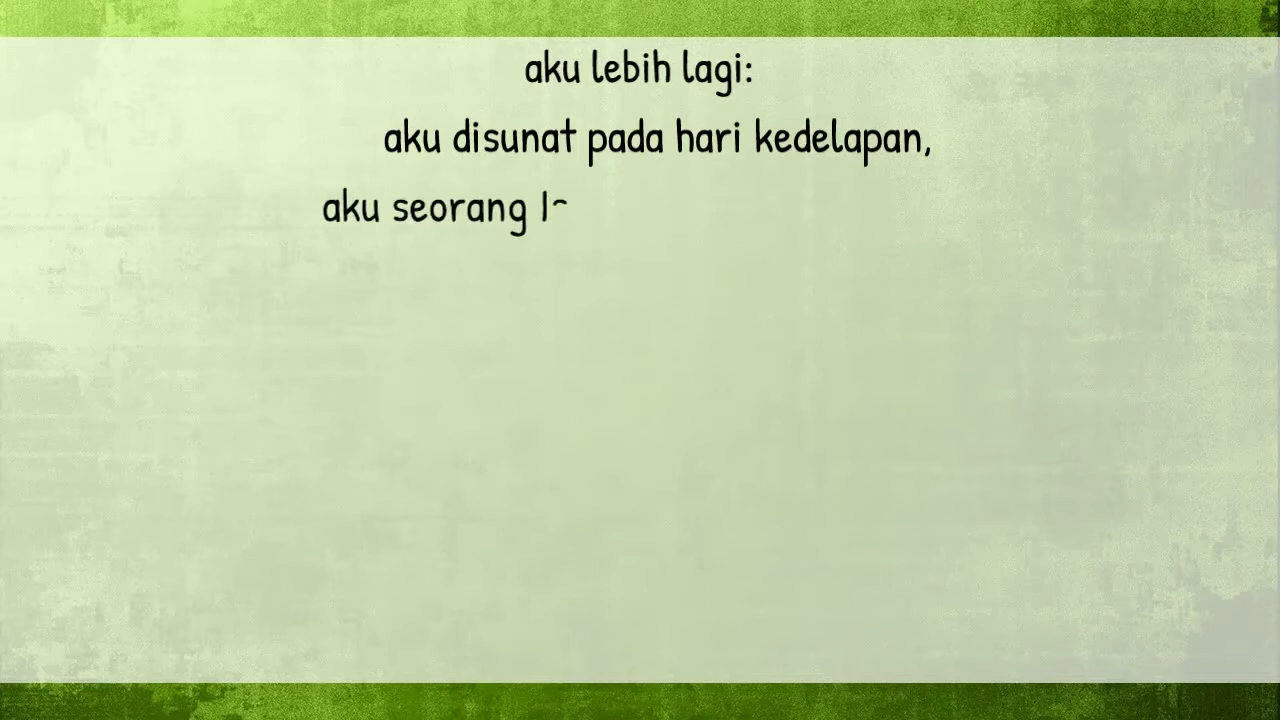 aku lebih lagi:
aku disunat pada hari kedelapan,
aku seorang